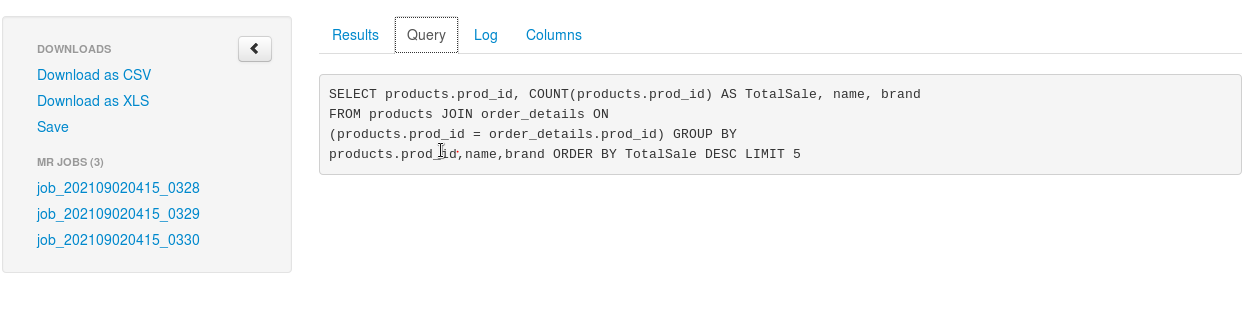 DOWNLOADS
Download as CSV
Download as XLS
Save
MR JOBS (3)
job_202109020415_0328
job_202109020415_0329
job_202109020415_0330
Results Query Log Columns
SELECT products.prod_id, COUNT(products.prod_id) AS TotalSale, name, brand
FROM products JOIN order_details ON
(products.prod_id = order_details.prod_id) GROUP BY
products.prod_id,name,brand ORDER BY TotalSale DESC LIMIT 5